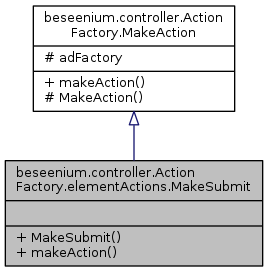 beseenium.controller.Action
Factory.MakeAction
# adFactory
+ makeAction()
# MakeAction()
beseenium.controller.Action
Factory.elementActions.MakeSubmit
+ MakeSubmit()
+ makeAction()